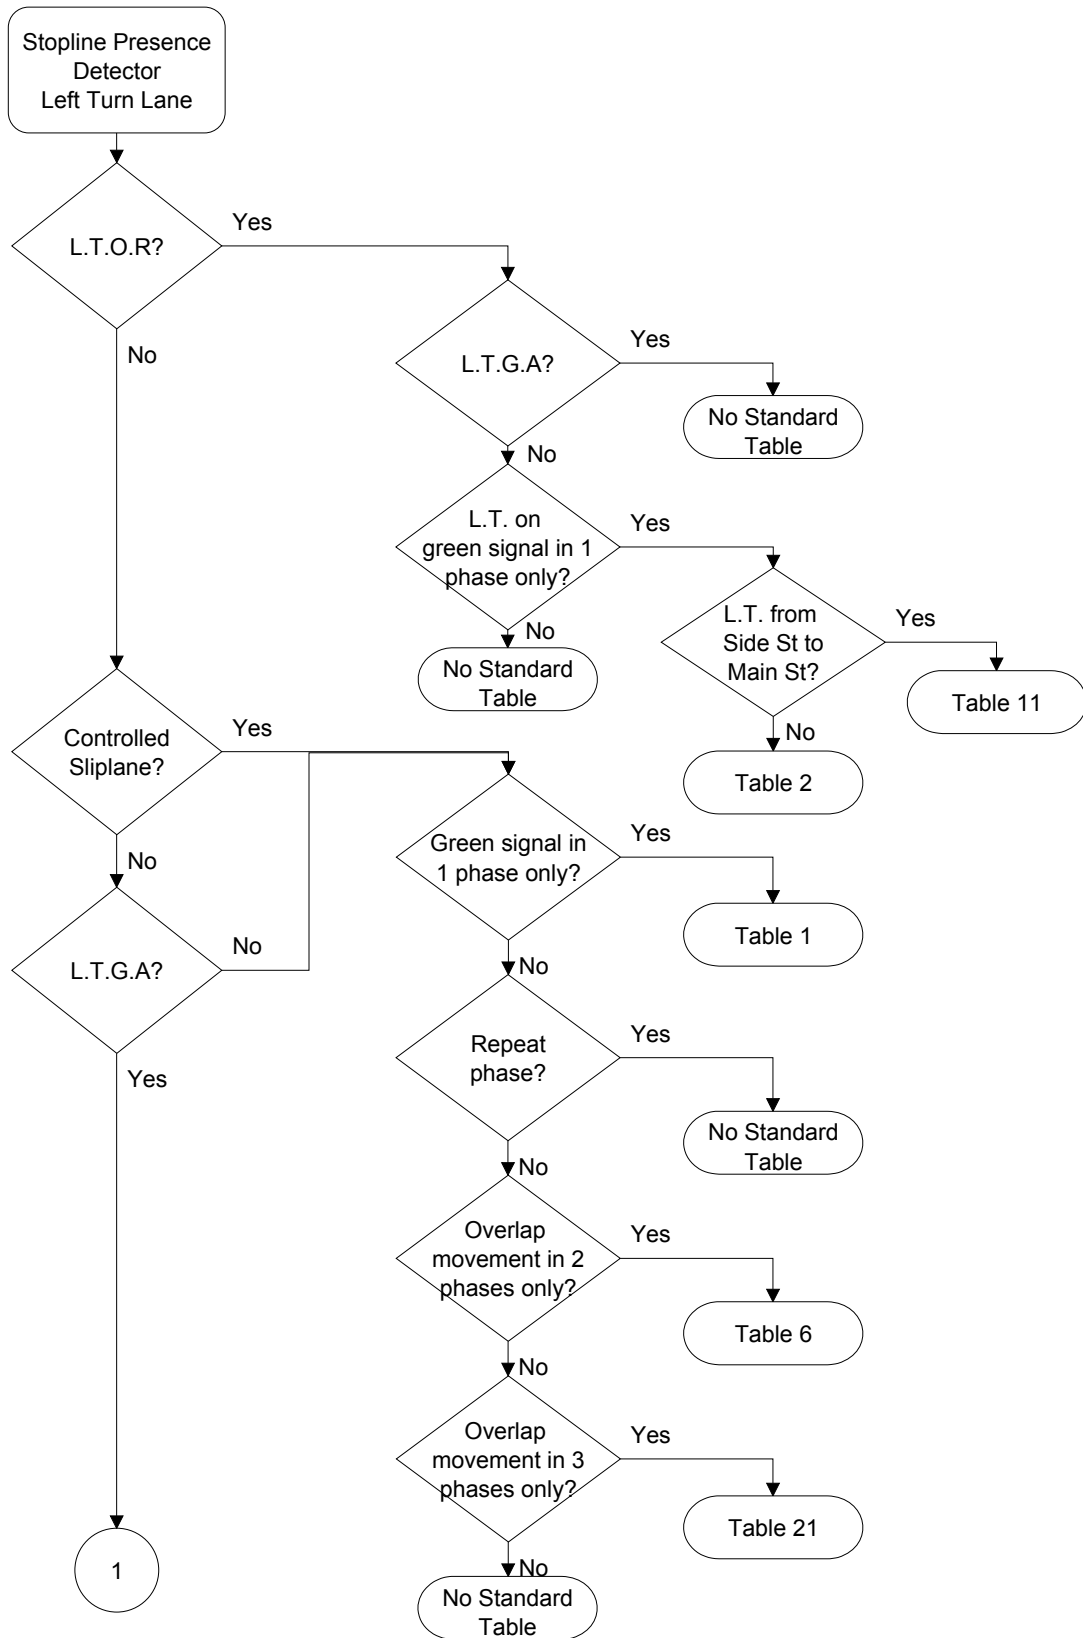 Stopline Presence
Detector
Left Turn Lane
L.T.O.R?
Yes
No
L.T.G.A?
Yes
No Standard
Table
No
L.T. on
green signal in 1
phase only?
Yes
No
No Standard
Table
L.T. from
Side St to
Main St?
Yes
Table 11
No
Table 2
Controlled
Sliplane?
Yes
No
L.T.G.A?
No
Yes
Green signal in
1 phase only?
Yes
Table 1
No
Repeat
phase?
Yes
No Standard
Table
No
Overlap
movement in 2
phases only?
Yes
Table 6
No
Overlap
movement in 3
phases only?
Yes
Table 21
No
No Standard
Table
1